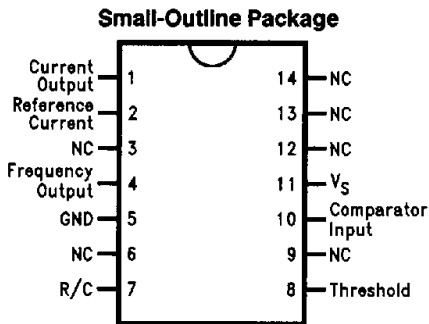 Small-Outline Package
Current
Output
1
14
NC
Reference
Current
2
13
NC
NC
3
12
NC
Frequency
Output
4
11
VS
GND
5
10
Comparator
Input
NC
6
9
NC
R/C
7
8
Threshold